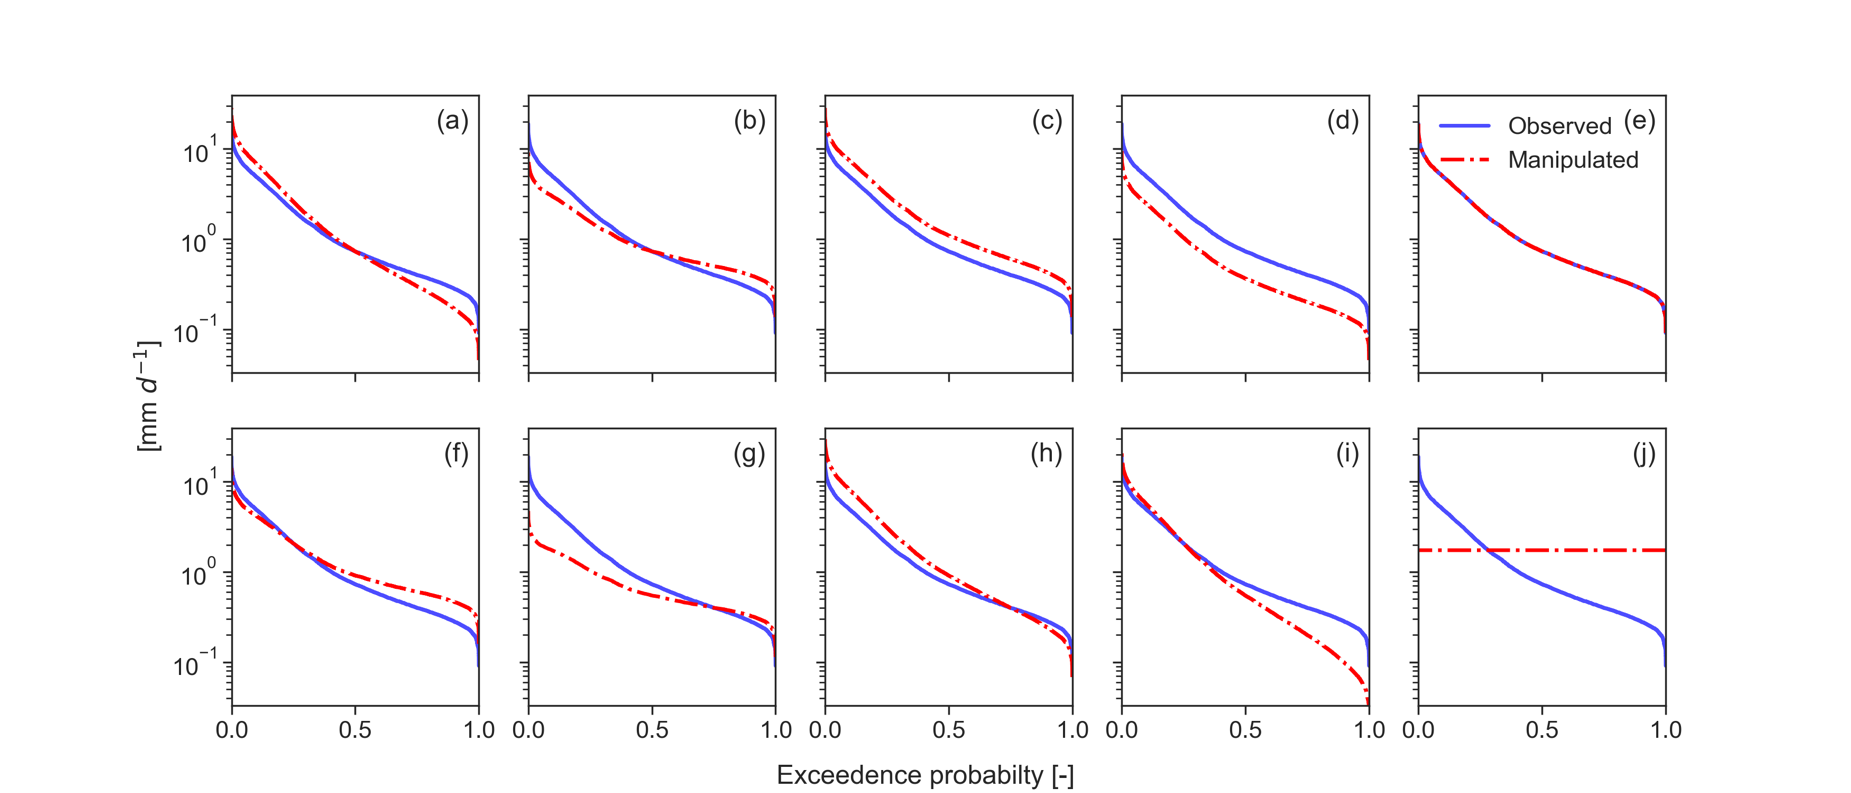 (a) (b) (c) (d) (e)
Observed
Manipulated
10^1
10^0
10^−1
[mm d^−1]
(f) (g) (h) (i) (j)
10^1
10^0
10^−1
0.0 0.5 1.0 0.0 0.5 1.0 0.0 0.5 1.0 0.0 0.5 1.0 0.0 0.5 1.0
Exceedence probabilty [-]